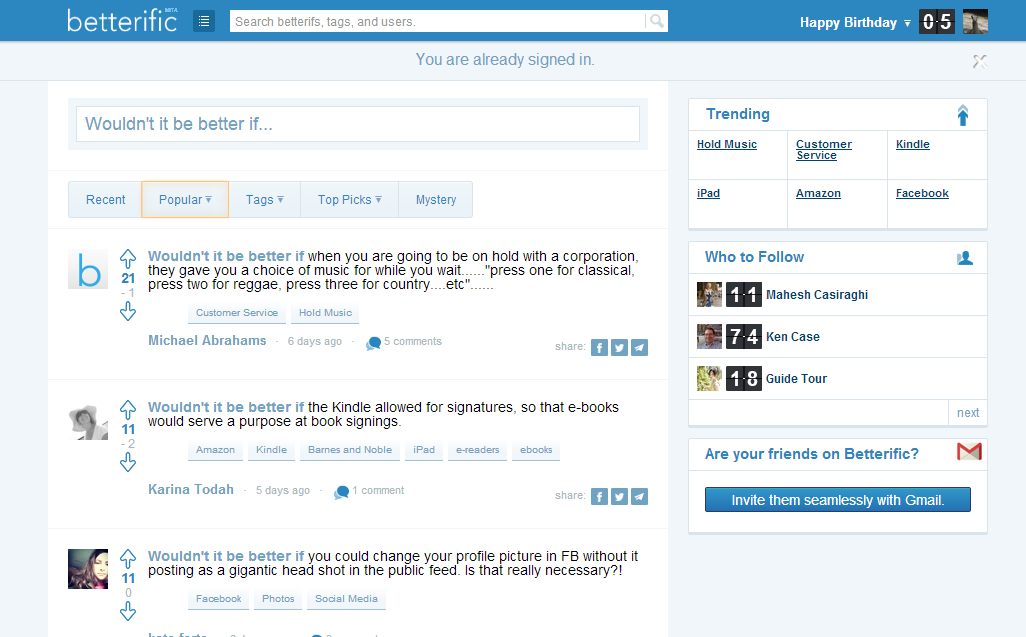 betterific BETA
Search betterifs, tags, and users.
Happy Birthday 05
You are already signed in.
Wouldn't it be better if...
Recent Popular Tags Top Picks Mystery
Wouldn't it be better if when you are going to be on hold with a corporation,
they gave you a choice of music for while you wait......"press one for classical,
press two for reggae, press three for country....etc"......
21
- 1
Customer Service Hold Music
Michael Abrahams · 6 days ago · 5 comments
share:
Wouldn't it be better if the Kindle allowed for signatures, so that e-books
would serve a purpose at book signings.
11
- 2
Amazon Kindle Barnes and Noble iPad e-readers ebooks
Karina Todah · 5 days ago · 1 comment
share:
Wouldn't it be better if you could change your profile picture in FB without it
posting as a gigantic head shot in the public feed. Is that really necessary?!
11
0
Facebook Photos Social Media
Trending
Hold Music
Customer
Service
Kindle
iPad
Amazon
Facebook
Who to Follow
11 Mahesh Casiraghi
74 Ken Case
18 Guide Tour
next
Are your friends on Betterific?
Invite them seamlessly with Gmail.